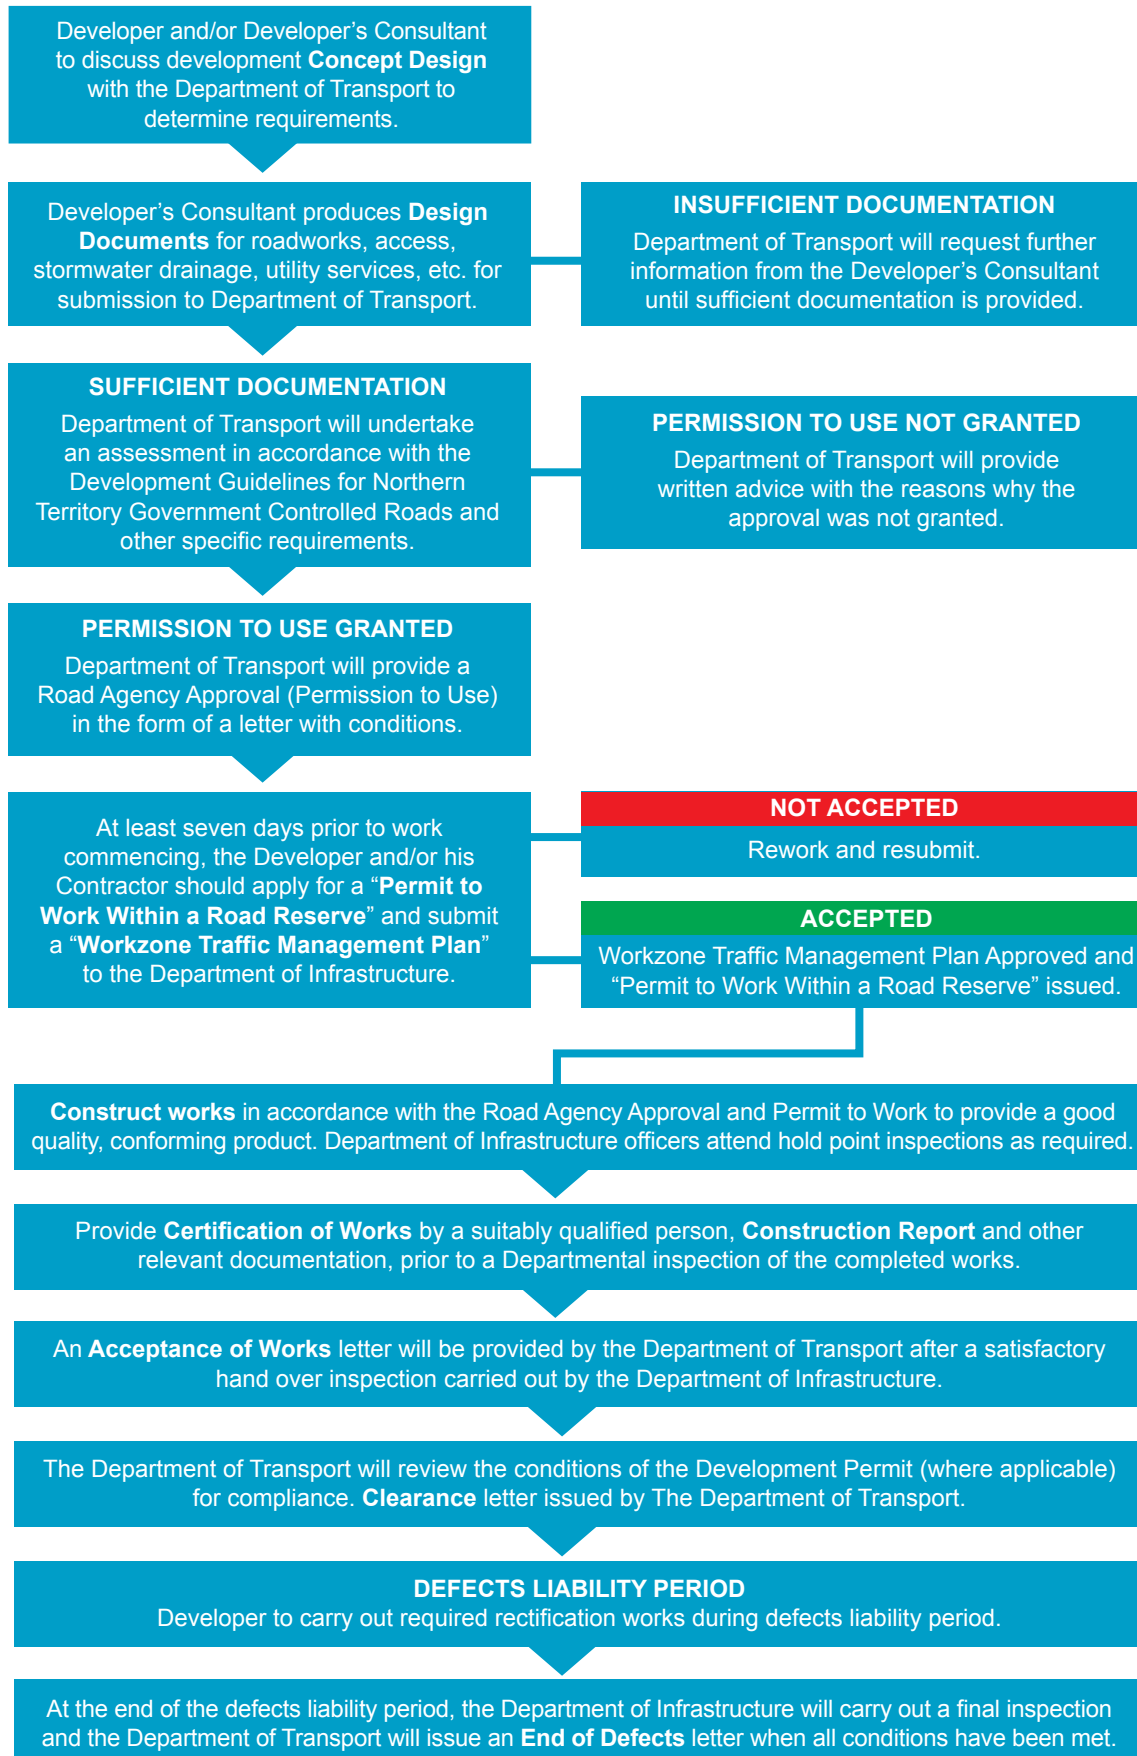 Developer and/or Developer’s Consultant
to discuss development Concept Design
with the Department of Transport to
determine requirements.
Developer’s Consultant produces Design
Documents for roadworks, access,
stormwater drainage, utility services, etc. for
submission to Department of Transport.
INSUFFICIENT DOCUMENTATION
Department of Transport will request further
information from the Developer’s Consultant
until sufficient documentation is provided.
SUFFICIENT DOCUMENTATION
Department of Transport will undertake
an assessment in accordance with the
Development Guidelines for Northern
Territory Government Controlled Roads and
other specific requirements.
PERMISSION TO USE NOT GRANTED
Department of Transport will provide
written advice with the reasons why the
approval was not granted.
PERMISSION TO USE GRANTED
Department of Transport will provide a
Road Agency Approval (Permission to Use)
in the form of a letter with conditions.
At least seven days prior to work
commencing, the Developer and/or his
Contractor should apply for a “Permit to
Work Within a Road Reserve” and submit
a “Workzone Traffic Management Plan”
to the Department of Infrastructure.
NOT ACCEPTED
Rework and resubmit.
ACCEPTED
Workzone Traffic Management Plan Approved and
“Permit to Work Within a Road Reserve” issued.
Construct works in accordance with the Road Agency Approval and Permit to Work to provide a good
quality, conforming product. Department of Infrastructure officers attend hold point inspections as required.
Provide Certification of Works by a suitably qualified person, Construction Report and other
relevant documentation, prior to a Departmental inspection of the completed works.
An Acceptance of Works letter will be provided by the Department of Transport after a satisfactory
hand over inspection carried out by the Department of Infrastructure.
The Department of Transport will review the conditions of the Development Permit (where applicable)
for compliance. Clearance letter issued by The Department of Transport.
DEFECTS LIABILITY PERIOD
Developer to carry out required rectification works during defects liability period.
At the end of the defects liability period, the Department of Infrastructure will carry out a final inspection
and the Department of Transport will issue an End of Defects letter when all conditions have been met.